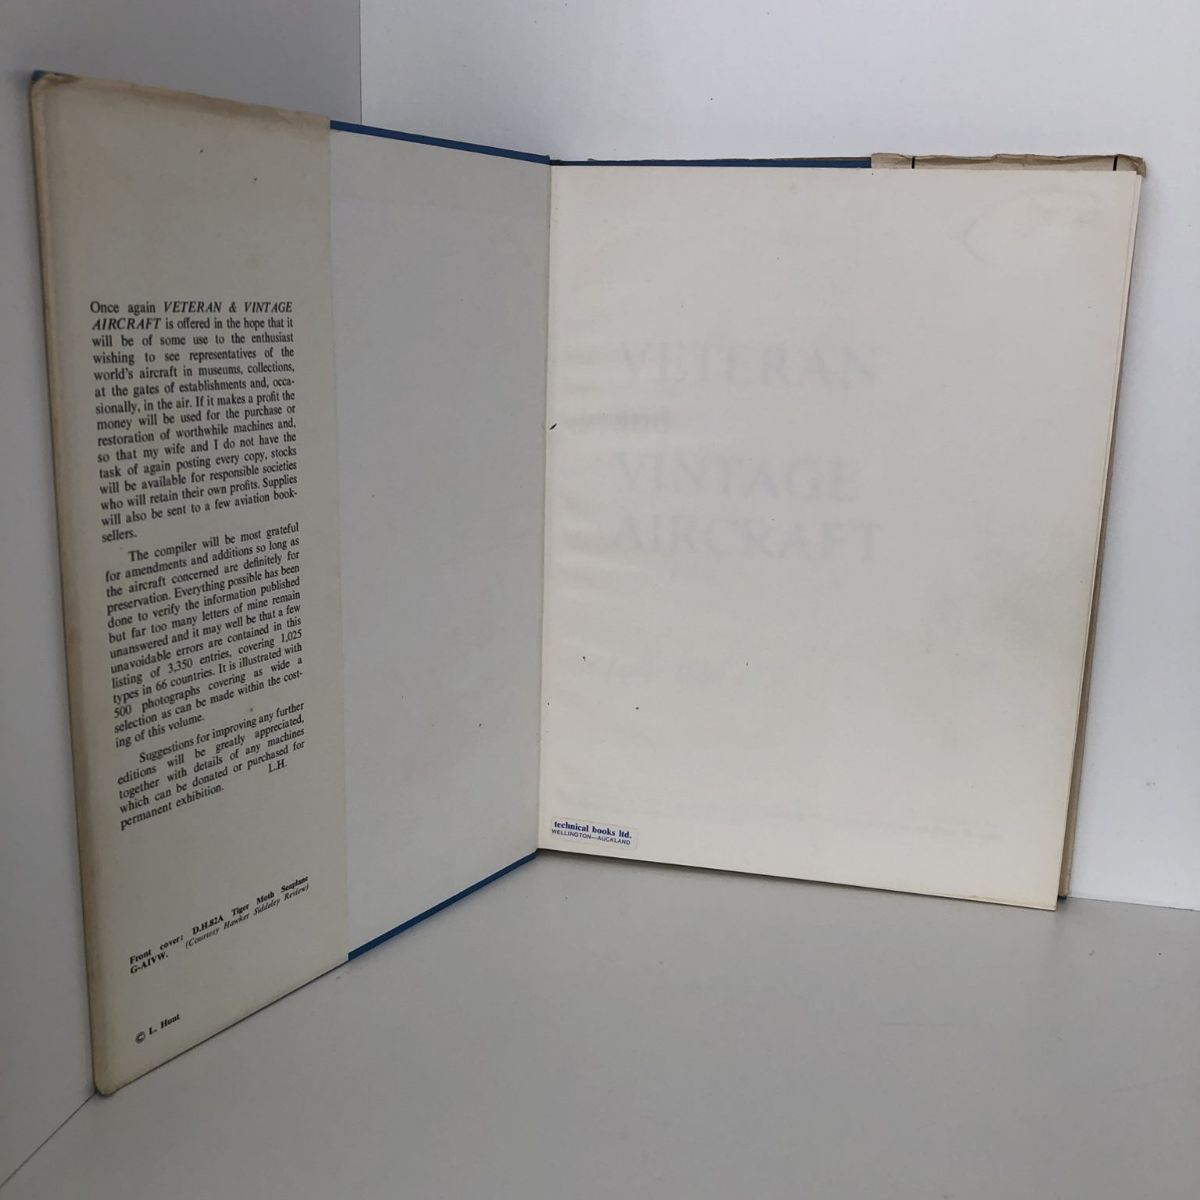 Once again VETERAN & VINTAGE
AIRCRAFT is offered in the hope that it
will be of some use to the enthusiast
wishing to see representatives of the
world's aircraft in museums, collections,
at the gates of establishments and, occa-
sionally, in the air. If it makes a profit the
money will be used for the purchase or
restoration of worthwhile machines and,
so that my wife and I do not have the
task of again posting every copy, stocks
will be available for responsible societies
who will retain their own profits. Supplies
will also be sent to a few aviation book-
sellers.
The compiler will be most grateful
for amendments and additions so long as
the aircraft concerned are definitely for
preservation. Everything possible has been
done to verify the information published
but far too many letters of mine remain
unanswered and it may well be that a few
unavoidable errors are contained in this
listing of 3,350 entries, covering 1,025
types in 66 countries. It is illustrated with
500 photographs covering as wide a
selection as can be made within the cost-
ing of this volume.
Suggestions for improving any further
editions will be greatly appreciated,
together with details of any machines
which can be donated or purchased for
permanent exhibition.
L.H.
Front cover: D.H.82A Tiger Moth Seaplane
G-AIVW. (Courtesy Hawker Siddeley Review)
© L. Hunt
VETERAN
and
VINTAGE
AIRCRAFT
technical books ltd.
WELLINGTON—AUCKLAND